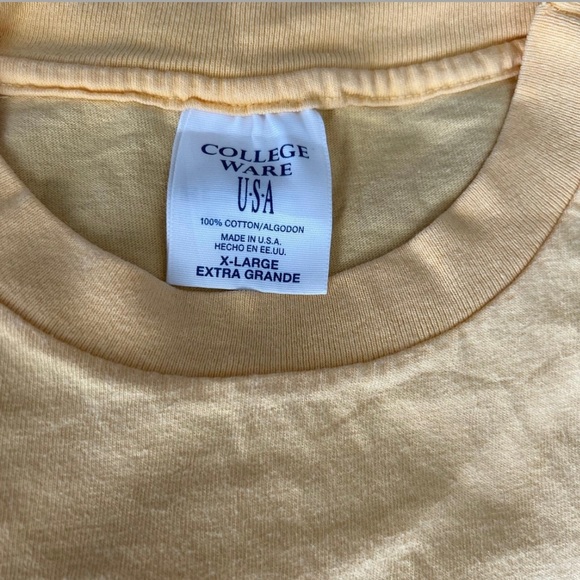 COLLEGE
WARE
U·S·A
100% COTTON/ALGODON
MADE IN U.S.A.
HECHO EN EE.UU.
X-LARGE
EXTRA GRANDE